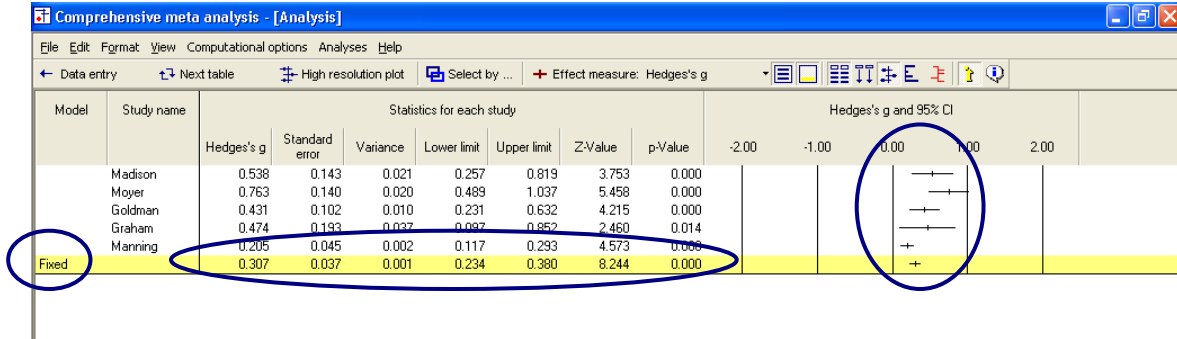 Comprehensive meta analysis - [Analysis]
File Edit Format View Computational options Analyses Help
Data entry Next table High resolution plot Select by ... Effect measure: Hedges's g
Model Study name Statistics for each study Hedges's g and 95% CI
Hedges's g Standard error Variance Lower limit Upper limit Z-Value p-Value -2.00 -1.00 0.00 1.00 2.00
Madison 0.538 0.143 0.021 0.257 0.819 3.753 0.000
Moyer 0.763 0.140 0.020 0.489 1.037 5.458 0.000
Goldman 0.431 0.102 0.010 0.231 0.632 4.215 0.000
Graham 0.474 0.193 0.037 0.097 0.852 2.460 0.014
Manning 0.205 0.045 0.002 0.117 0.293 4.573 0.000
Fixed 0.307 0.037 0.001 0.234 0.380 8.244 0.000